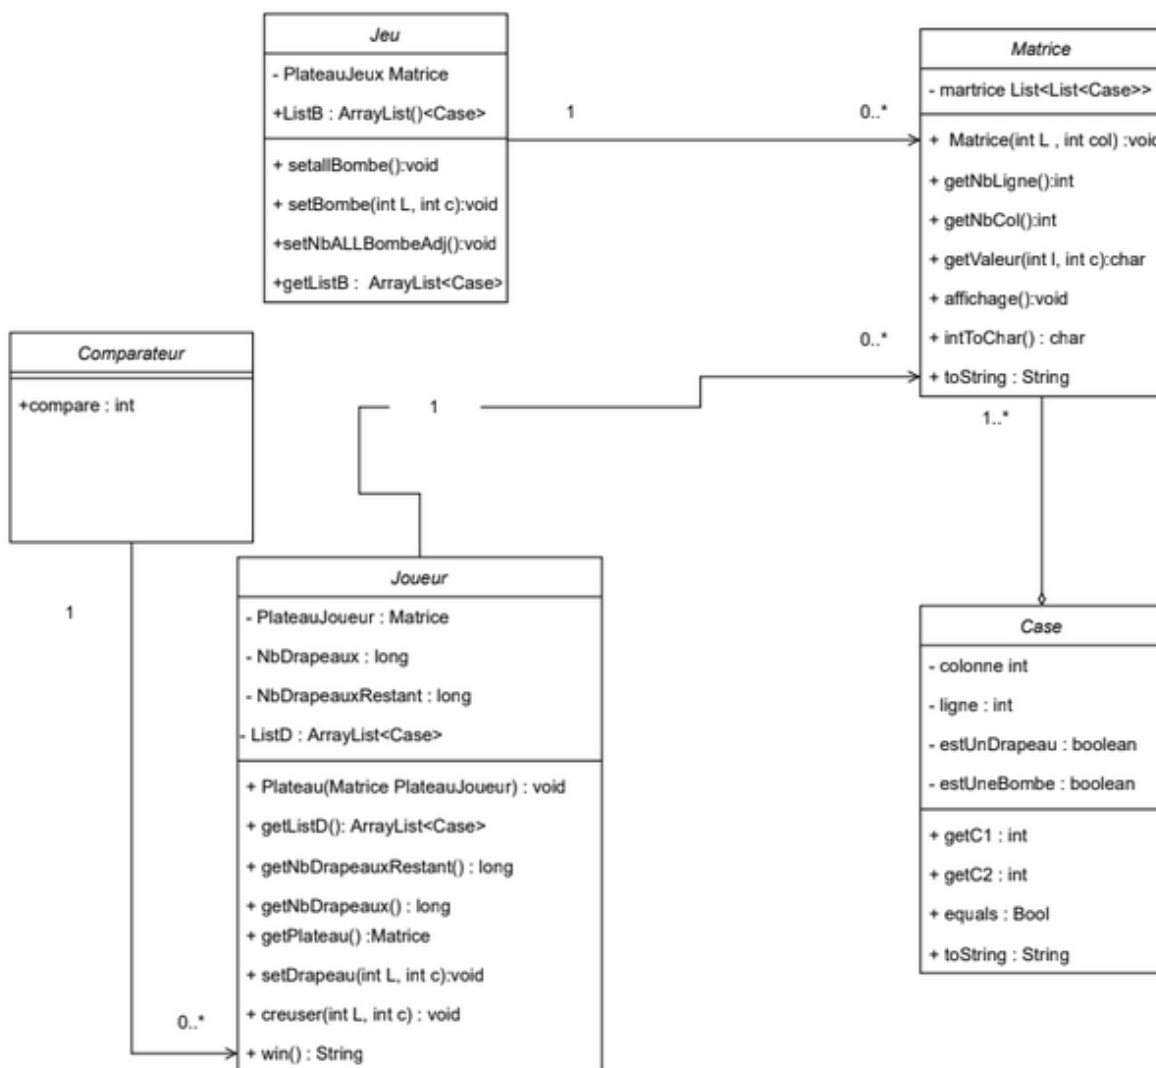 Jeu
- PlateauJeux Matrice
+ListB : ArrayList()<Case>
+ setallBombe():void
+ setBombe(int L, int c):void
+setNbALLBombeAdj():void
+getListB : ArrayList<Case>
1
0..*
Matrice
- martrice List<List<Case>>
+ Matrice(int L , int col) :void
+ getNbLigne():int
+ getNbCol():int
+ getValeur(int l, int c):char
+ affichage():void
+ intToChar() : char
+ toString : String
Comparateur
+compare : int
0..*
1
1..*
1
0..*
Joueur
- PlateauJoueur : Matrice
- NbDrapeaux : long
- NbDrapeauxRestant : long
- ListD : ArrayList<Case>
+ Plateau(Matrice PlateauJoueur) : void
+ getListD(): ArrayList<Case>
+ getNbDrapeauxRestant() : long
+ getNbDrapeaux() : long
+ getPlateau() :Matrice
+ setDrapeau(int L, int c):void
+ creuser(int L, int c) : void
+ win() : String
Case
- colonne int
- ligne : int
- estUnDrapeau : boolean
- estUneBombe : boolean
+ getC1 : int
+ getC2 : int
+ equals : Bool
+ toString : String